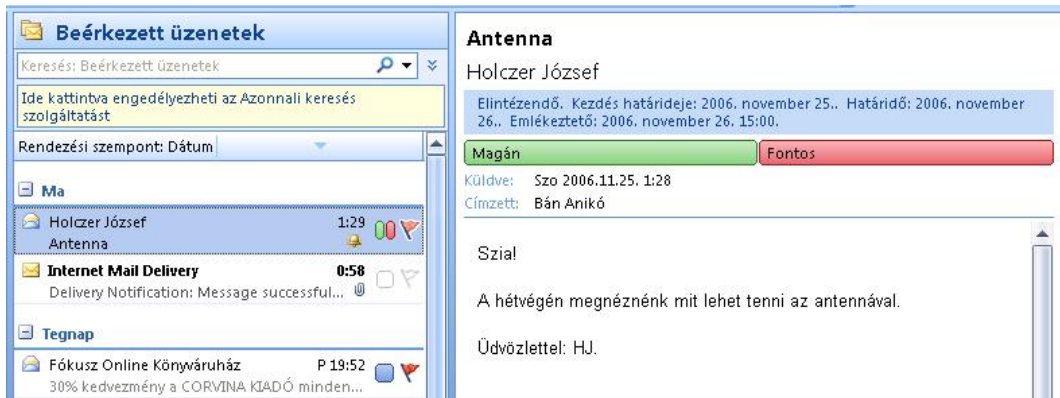 Beérkezett üzenetek
Keresés: Beérkezett üzenetek
Ide kattintva engedélyezheti az Azonnali keresés
szolgáltatást
Rendezési szempont: Dátum
Ma
Holczer József 1:29
Antenna
Internet Mail Delivery 0:58
Delivery Notification: Message successful...
Tegnap
Fókusz Online Könyváruház P 19:52
30% kedvezmény a CORVINA KIADÓ minden...
Antenna
Holczer József
Elintézendő. Kezdés határideje: 2006. november 25.. Határidő: 2006. november
26.. Emlékeztető: 2006. november 26. 15:00.
Magán Fontos
Küldve: Szo 2006.11.25. 1:28
Címzett: Bán Anikó
Szia!
A hétvégén megnéznénk mit lehet tenni az antennával.
Üdvözlettel: HJ.